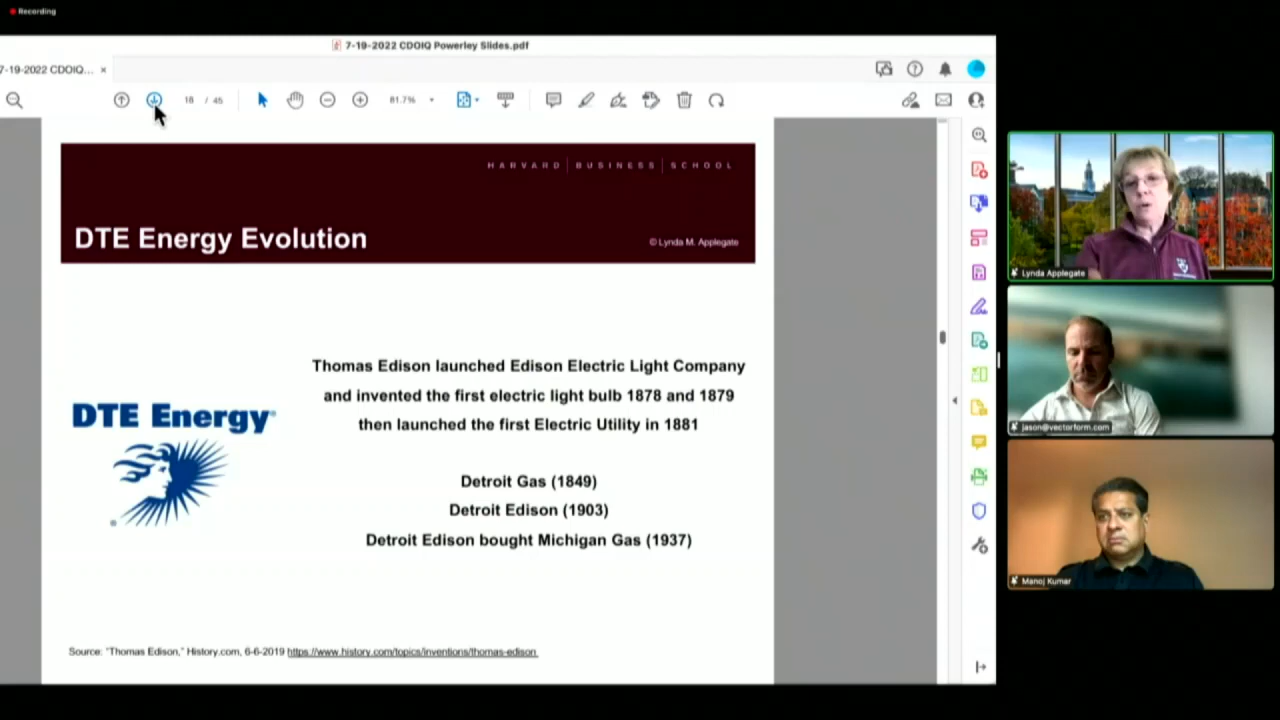 Recording
7-19-2022 CDOIQ Powerley Slides.pdf
7-19-2022 CDOIQ... ×
18 / 45
81.7%
HARVARD | BUSINESS | SCHOOL
DTE Energy Evolution
© Lynda M. Applegate
Thomas Edison launched Edison Electric Light Company
and invented the first electric light bulb 1878 and 1879
then launched the first Electric Utility in 1881
DTE Energy®
Detroit Gas (1849)
Detroit Edison (1903)
Detroit Edison bought Michigan Gas (1937)
Source: "Thomas Edison," History.com, 6-6-2019 https://www.history.com/topics/inventions/thomas-edison
Lynda Applegate
jason@vectorform.com
Manoj Kumar